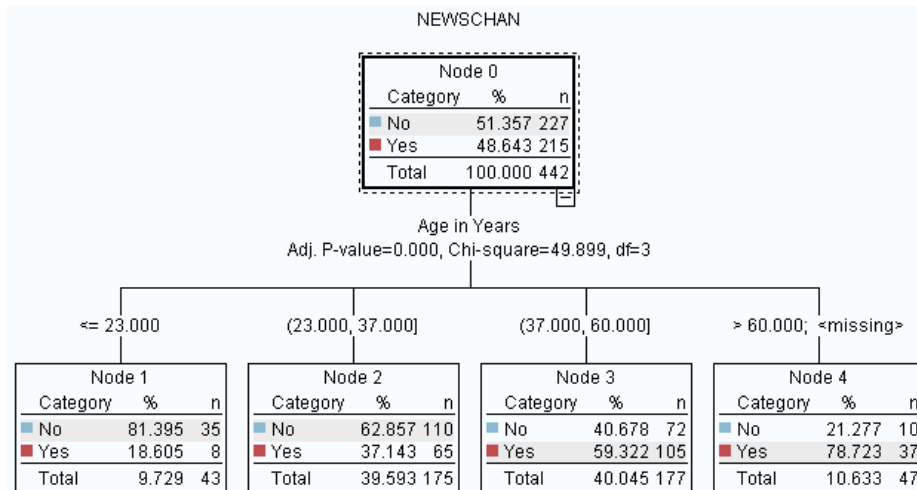 NEWSCHAN
Node 0
Category % n
No 51.357 227
Yes 48.643 215
Total 100.000 442
Age in Years
Adj. P-value=0.000, Chi-square=49.899, df=3
<= 23.000 (23.000, 37.000] (37.000, 60.000] > 60.000; <missing>
Node 1 Node 2 Node 3 Node 4
Category % n Category % n Category % n Category % n
No 81.395 35 No 62.857 110 No 40.678 72 No 21.277 10
Yes 18.605 8 Yes 37.143 65 Yes 59.322 105 Yes 78.723 37
Total 9.729 43 Total 39.593 175 Total 40.045 177 Total 10.633 47